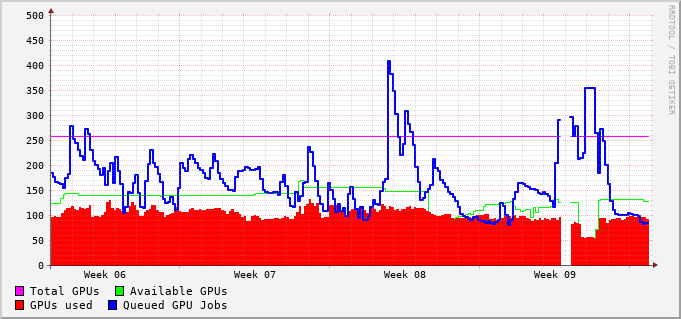 500
450
400
350
300
250
200
150
100
50
0
Week 06 Week 07 Week 08 Week 09
Total GPUs Available GPUs
GPUs used Queued GPU Jobs
RRDTOOL / TOBI OETIKER